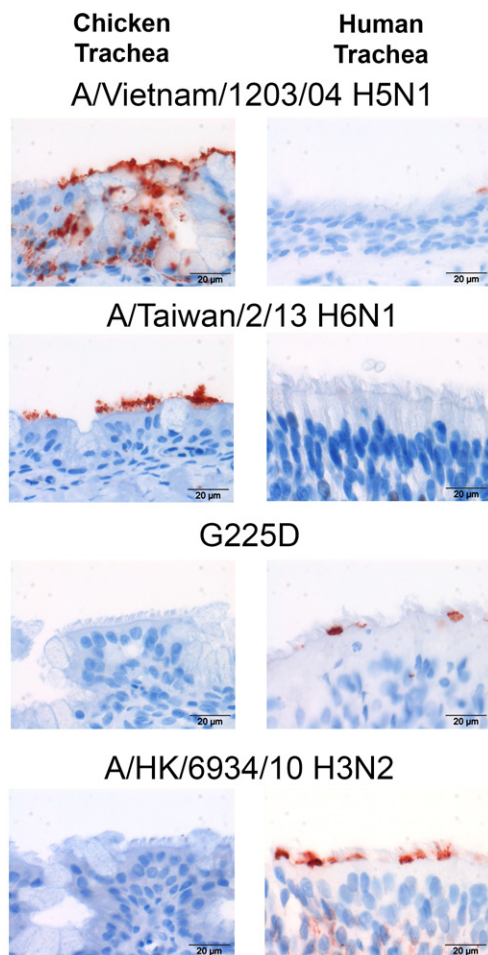 Chicken Trachea
Human Trachea
A/Vietnam/1203/04 H5N1
20 µm
20 µm
A/Taiwan/2/13 H6N1
20 µm
20 µm
G225D
20 µm
20 µm
A/HK/6934/10 H3N2
20 µm
20 µm